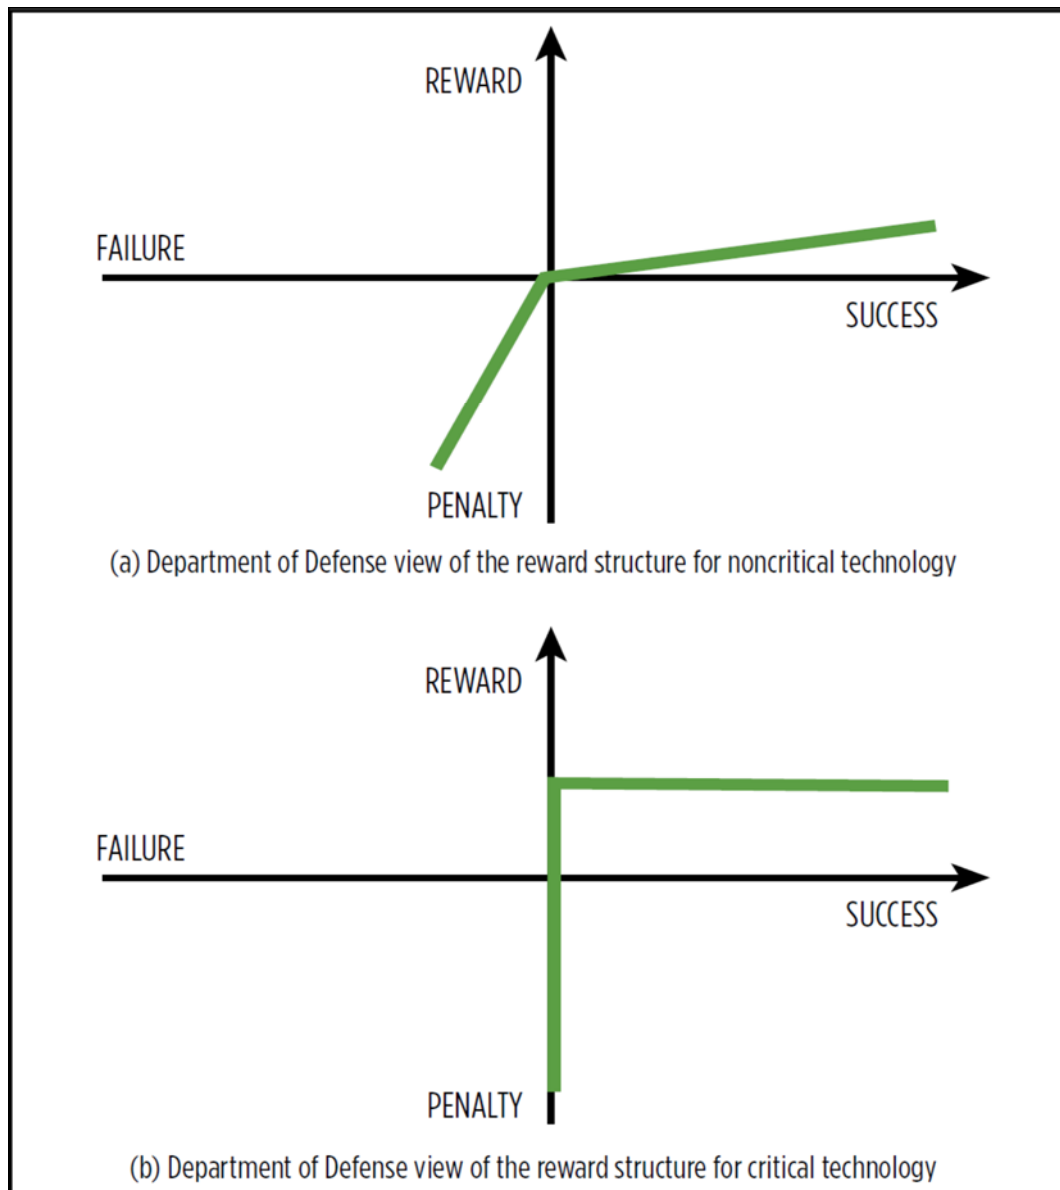 REWARD
FAILURE
SUCCESS
PENALTY
(a) Department of Defense view of the reward structure for noncritical technology
REWARD
FAILURE
SUCCESS
PENALTY
(b) Department of Defense view of the reward structure for critical technology